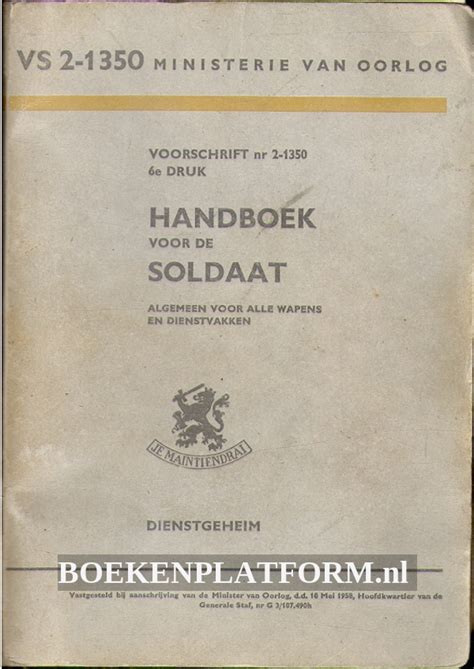 VS 2-1350 MINISTERIE VAN OORLOG
VOORSCHRIFT nr 2-1350
6e DRUK
HANDBOEK
VOOR DE
SOLDAAT
ALGEMEEN VOOR ALLE WAPENS
EN DIENSTVAKKEN
JE MAINTIENDRAI
DIENSTGEHEIM
BOEKENPLATFORM.nl
Vastgesteld bij aanschrijving van de Minister van Oorlog, d.d. 10 Mei 1950, Hoofdkwartier van de
Generale Staf, nr G 3/107.490h